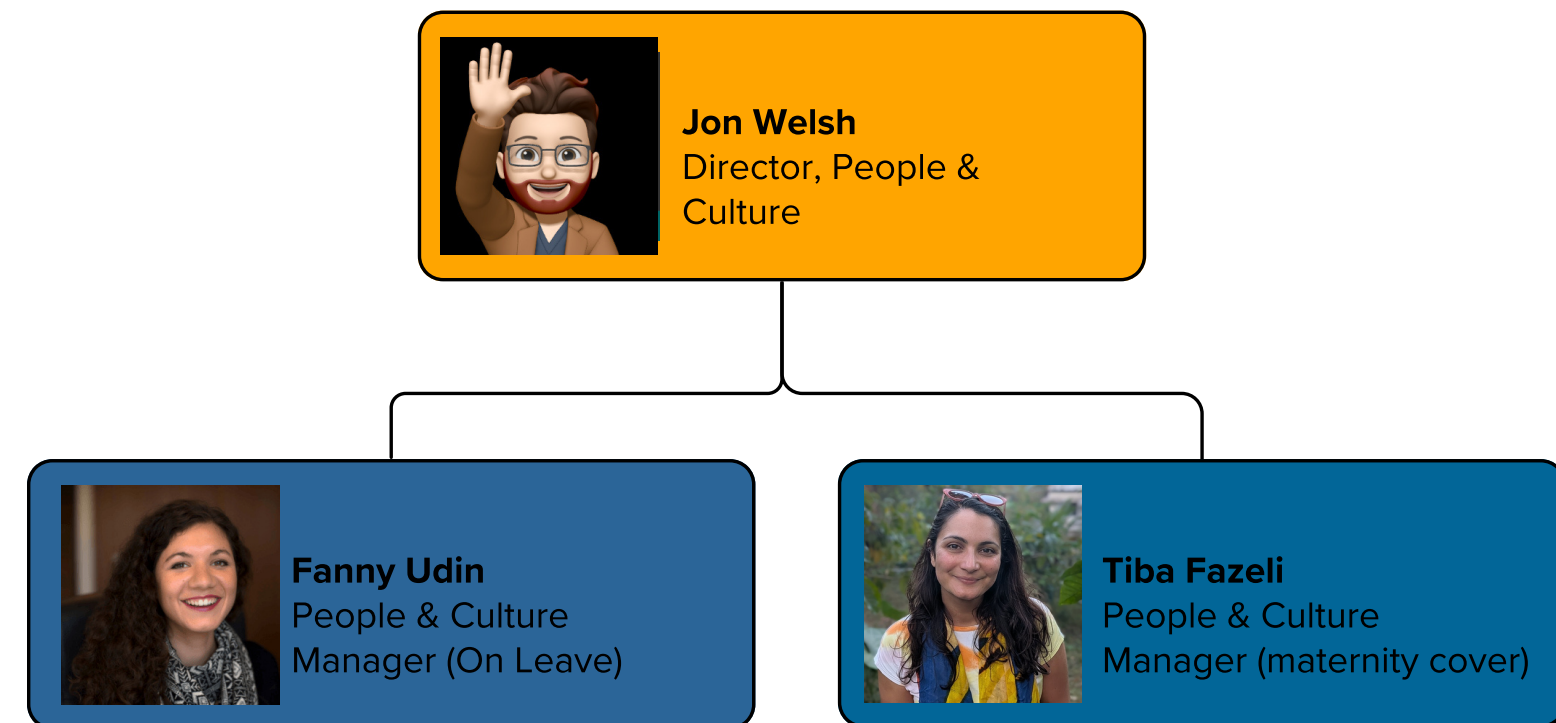 Jon Welsh
Director, People &
Culture
Fanny Udin
People & Culture
Manager (On Leave)
Tiba Fazeli
People & Culture
Manager (maternity cover)